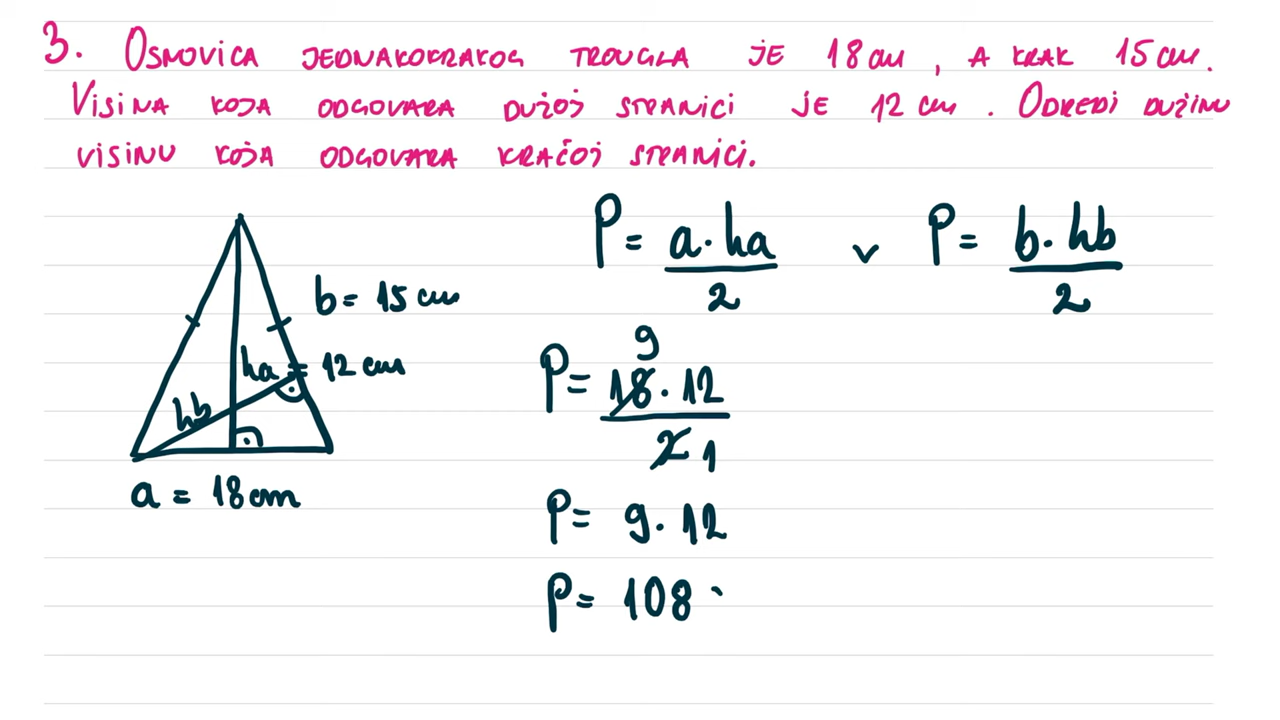 3. OSNOVICA JEDNAKOKRAKOG TROUGLA JE 18 cm, A KRAK 15 cm.
VISINA KOJA ODGOVARA DUŽOJ STRANICI JE 12 cm. ODREDI DUŽINU
VISINU KOJA ODGOVARA KRAČOJ STRANICI.
P = a · ha / 2 v P = b · hb / 2
b = 15 cm
ha = 12 cm
hb
a = 18 cm
9
P = 18 · 12 / 2 1
P = 9 · 12
P = 108